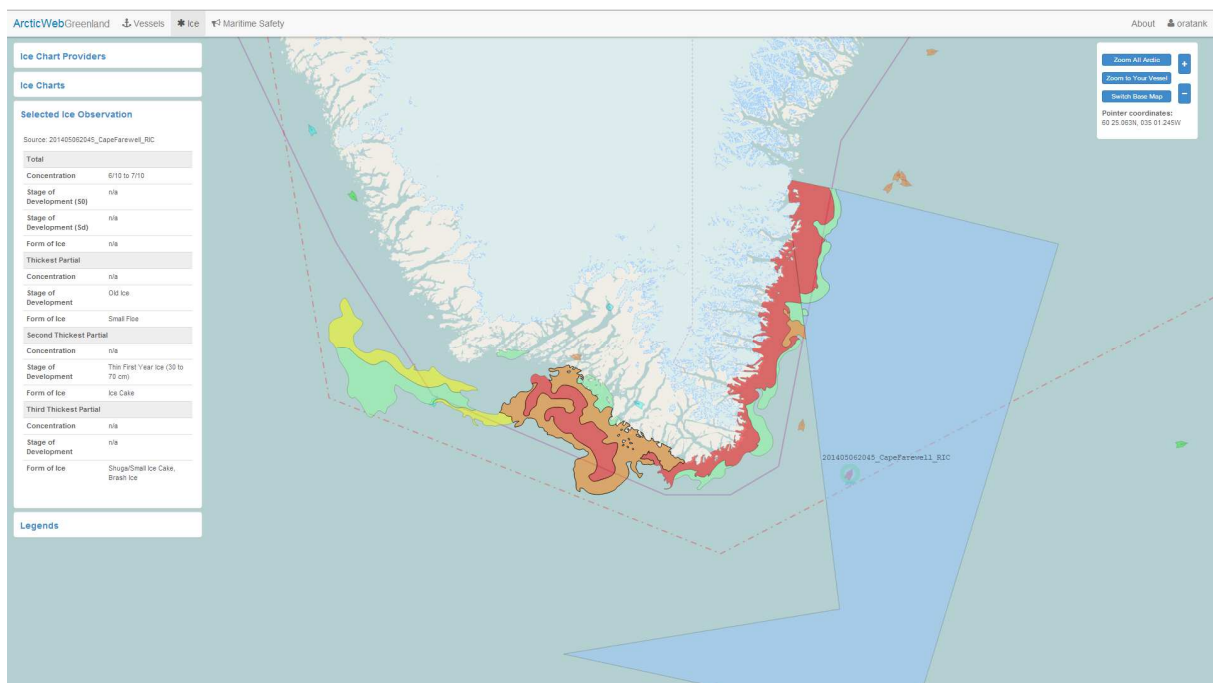 ArcticWebGreenland Vessels Ice Maritime Safety About oratank
Ice Chart Providers
Ice Charts
Selected Ice Observation
Source: 201405062045_CapeFarewell_RIC
Total
Concentration 6/10 to 7/10
Stage of n/a
Development (S0)
Stage of n/a
Development (Sd)
Form of Ice n/a
Thickest Partial
Concentration n/a
Stage of Old Ice
Development
Form of Ice Small Floe
Second Thickest Partial
Concentration n/a
Stage of Thin First Year Ice (30 to
Development 70 cm)
Form of Ice Ice Cake
Third Thickest Partial
Concentration n/a
Stage of n/a
Development
Form of Ice Shuga/Small Ice Cake,
Brash Ice
Legends
201405062045_CapeFarewell_RIC
Zoom All Arctic +
Zoom to Your Vessel
Switch Base Map −
Pointer coordinates:
60 25.063N, 035 01.245W